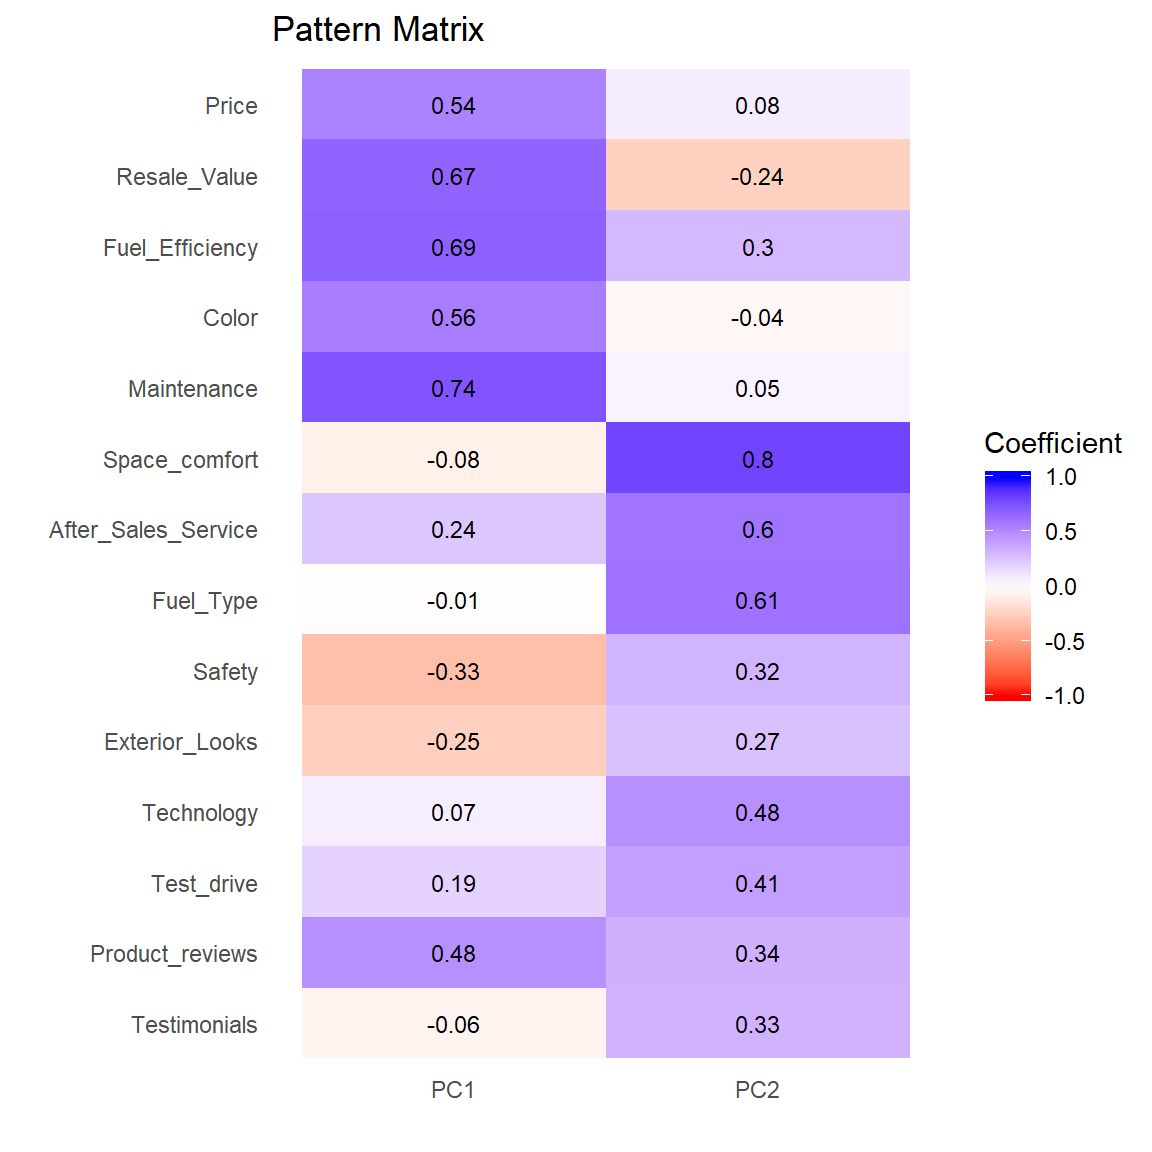 Pattern Matrix
Price 0.54 0.08
Resale_Value 0.67 -0.24
Fuel_Efficiency 0.69 0.3
Color 0.56 -0.04
Maintenance 0.74 0.05
Space_comfort -0.08 0.8
After_Sales_Service 0.24 0.6
Fuel_Type -0.01 0.61
Safety -0.33 0.32
Exterior_Looks -0.25 0.27
Technology 0.07 0.48
Test_drive 0.19 0.41
Product_reviews 0.48 0.34
Testimonials -0.06 0.33
PC1 PC2
Coefficient
1.0
0.5
0.0
-0.5
-1.0